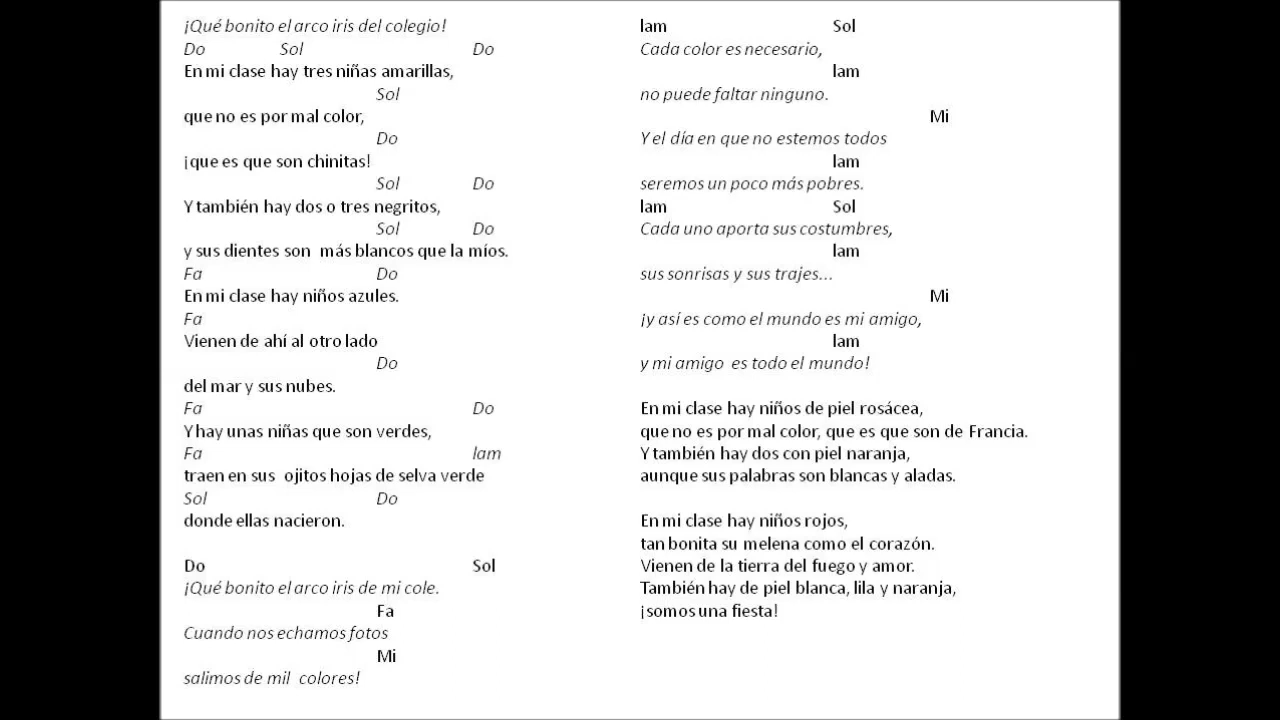 ¡Qué bonito el arco iris del colegio!
Do Sol Do
En mi clase hay tres niñas amarillas,
Sol
que no es por mal color,
Do
¡que es que son chinitas!
Sol Do
Y también hay dos o tres negritos,
Sol Do
y sus dientes son más blancos que la míos.
Fa Do
En mi clase hay niños azules.
Fa
Vienen de ahí al otro lado
Do
del mar y sus nubes.
Fa Do
Y hay unas niñas que son verdes,
Fa lam
traen en sus ojitos hojas de selva verde
Sol Do
donde ellas nacieron.
Do Sol
¡Qué bonito el arco iris de mi cole.
Fa
Cuando nos echamos fotos
Mi
salimos de mil colores!
lam Sol
Cada color es necesario,
lam
no puede faltar ninguno.
Mi
Y el día en que no estemos todos
lam
seremos un poco más pobres.
lam Sol
Cada uno aporta sus costumbres,
lam
sus sonrisas y sus trajes...
Mi
¡y así es como el mundo es mi amigo,
lam
y mi amigo es todo el mundo!
En mi clase hay niños de piel rosácea,
que no es por mal color, que es que son de Francia.
Y también hay dos con piel naranja,
aunque sus palabras son blancas y aladas.
En mi clase hay niños rojos,
tan bonita su melena como el corazón.
Vienen de la tierra del fuego y amor.
También hay de piel blanca, lila y naranja,
¡somos una fiesta!